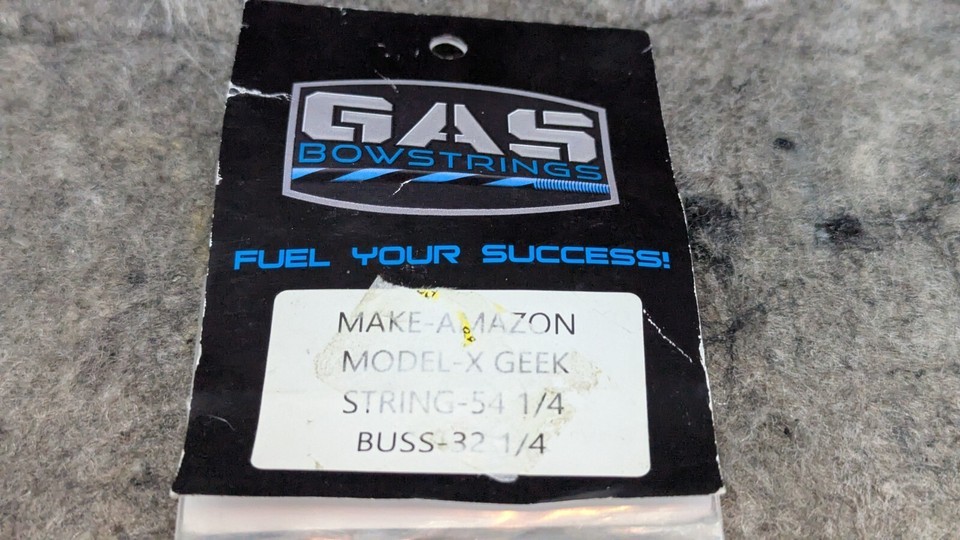 GAS
BOWSTRINGS
FUEL YOUR SUCCESS!
MAKE-AMAZON
MODEL-X GEEK
STRING-54 1/4
BUSS-32 1/4